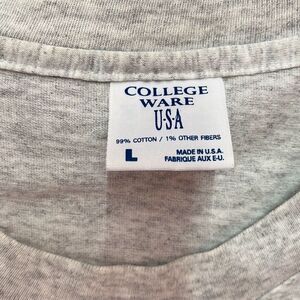 COLLEGE
WARE
U·S·A
99% COTTON / 1% OTHER FIBERS
L
MADE IN U.S.A.
FABRIQUE AUX E-U.